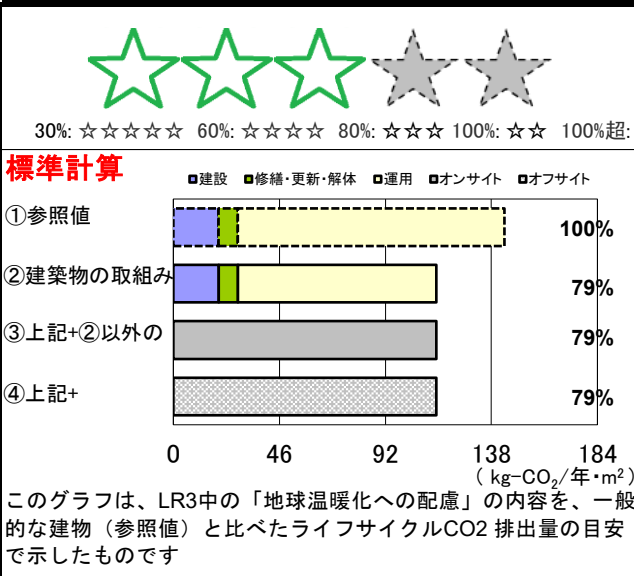 30%: ☆☆☆☆☆ 60%: ☆☆☆☆ 80%: ☆☆☆ 100%: ☆☆ 100%超:
標準計算
■建設 ■修繕・更新・解体 ■運用 ■オンサイト ■オフサイト
①参照値 100%
②建築物の取組み 79%
③上記+②以外の 79%
④上記+ 79%
0 46 92 138 184
( kg-CO₂/年・m²)
このグラフは、LR3中の「地球温暖化への配慮」の内容を、一般
的な建物（参照値）と比べたライフサイクルCO2 排出量の目安
で示したものです